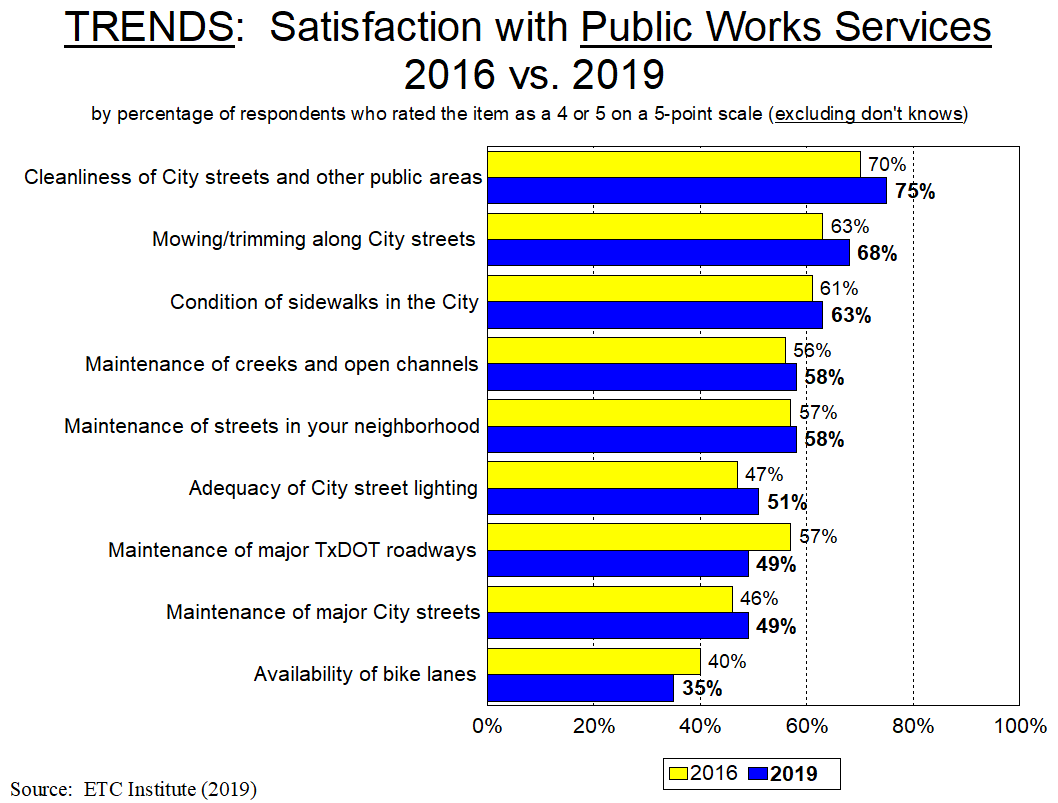 TRENDS: Satisfaction with Public Works Services
2016 vs. 2019
by percentage of respondents who rated the item as a 4 or 5 on a 5-point scale (excluding don't knows)
Cleanliness of City streets and other public areas
70%
75%
Mowing/trimming along City streets
63%
68%
Condition of sidewalks in the City
61%
63%
Maintenance of creeks and open channels
56%
58%
Maintenance of streets in your neighborhood
57%
58%
Adequacy of City street lighting
47%
51%
Maintenance of major TxDOT roadways
57%
49%
Maintenance of major City streets
46%
49%
Availability of bike lanes
40%
35%
0% 20% 40% 60% 80% 100%
2016 2019
Source: ETC Institute (2019)